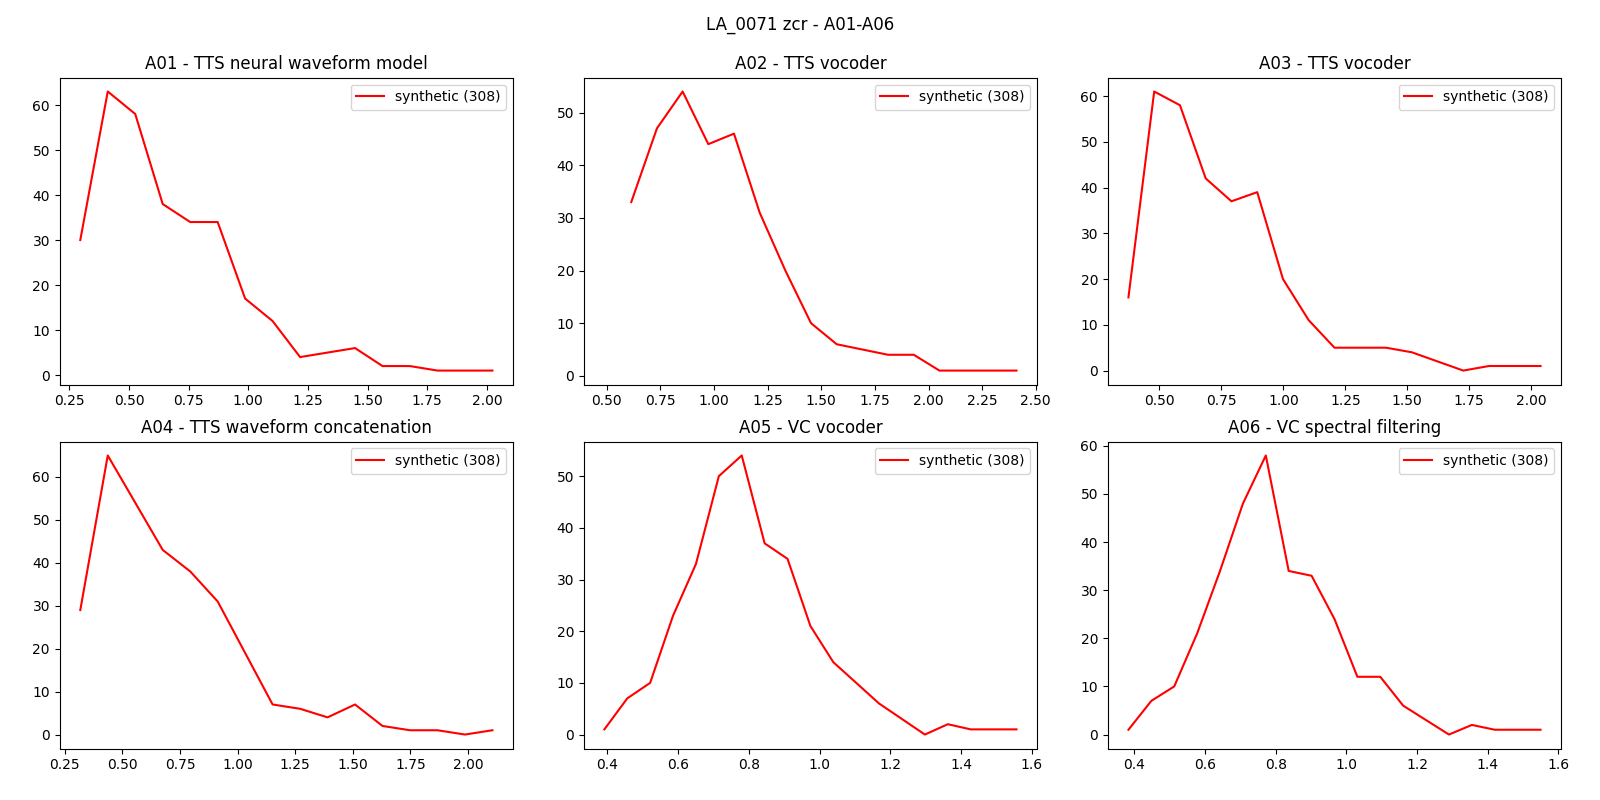 LA_0071 zcr - A01-A06
A01 - TTS neural waveform model
synthetic (308)
60
50
40
30
20
10
0
0.25 0.50 0.75 1.00 1.25 1.50 1.75 2.00
A02 - TTS vocoder
synthetic (308)
50
40
30
20
10
0
0.50 0.75 1.00 1.25 1.50 1.75 2.00 2.25 2.50
A03 - TTS vocoder
synthetic (308)
60
50
40
30
20
10
0
0.50 0.75 1.00 1.25 1.50 1.75 2.00
A04 - TTS waveform concatenation
synthetic (308)
60
50
40
30
20
10
0
0.25 0.50 0.75 1.00 1.25 1.50 1.75 2.00
A05 - VC vocoder
synthetic (308)
50
40
30
20
10
0
0.4 0.6 0.8 1.0 1.2 1.4 1.6
A06 - VC spectral filtering
synthetic (308)
60
50
40
30
20
10
0
0.4 0.6 0.8 1.0 1.2 1.4 1.6